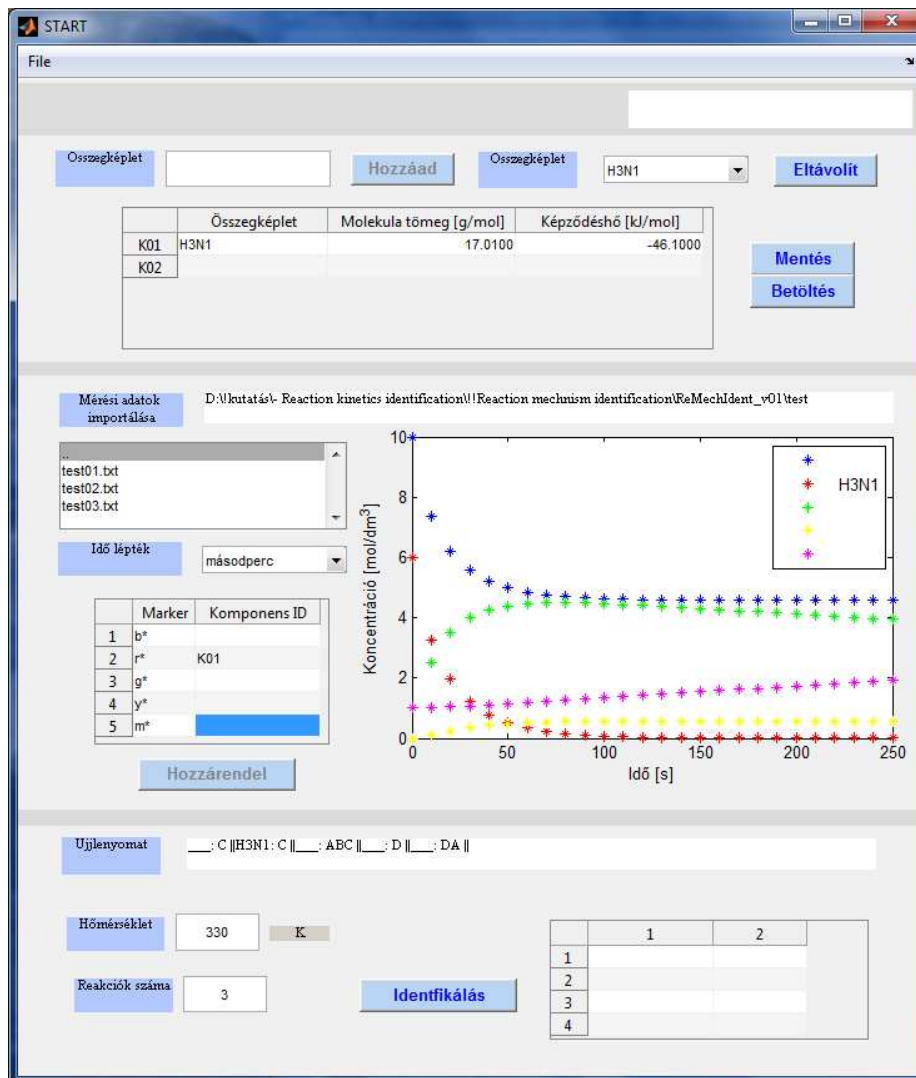 START
File
Összegképlet
Hozzáad
Összegképlet
H3N1
Eltávolít
Összegképlet Molekula tömeg [g/mol] Képződéshő [kJ/mol]
K01 H3N1 17.0100 -46.1000
K02
Mentés
Betöltés
Mérési adatok
importálása
D:\!kutatás\- Reaction kinetics identification\!!Reaction mechnism identification\ReMechIdent_v01\test
..
test01.txt
test02.txt
test03.txt
Idő lépték
másodperc
Marker Komponens ID
1 b*
2 r* K01
3 g*
4 y*
5 m*
Hozzárendel
Koncentráció [mol/dm³]
10
8
6
4
2
0
0 50 100 150 200 250
Idő [s]
H3N1
Ujjlenyomat
___: C ||H3N1: C ||___: ABC ||___: D ||___: DA ||
Hőmérséklet
330
K
Reakciók száma
3
Identfikálás
1 2
1
2
3
4